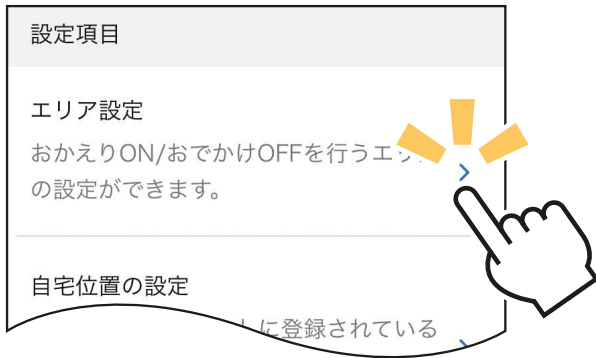 設定項目
エリア設定
おかえりON/おでかけOFFを行うエリ
の設定ができます。
自宅位置の設定
に登録されている